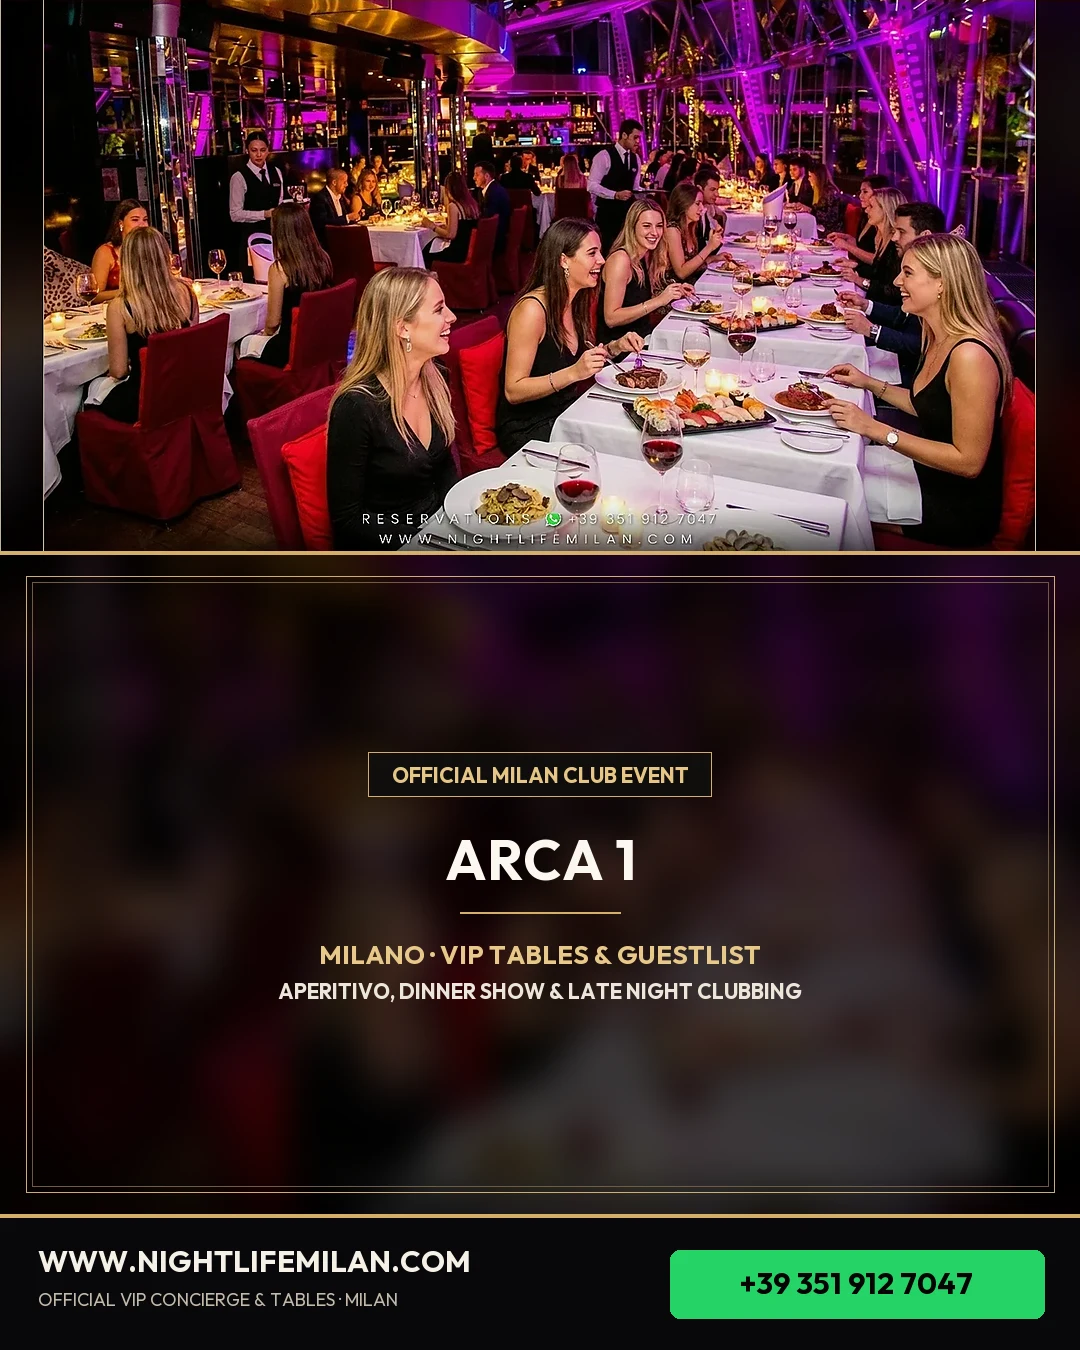 RESERVATIONS +39 351 912 7047
WWW.NIGHTLIFEMILAN.COM
OFFICIAL MILAN CLUB EVENT
ARCA 1
MILANO · VIP TABLES & GUESTLIST
APERITIVO, DINNER SHOW & LATE NIGHT CLUBBING
WWW.NIGHTLIFEMILAN.COM
OFFICIAL VIP CONCIERGE & TABLES · MILAN
+39 351 912 7047